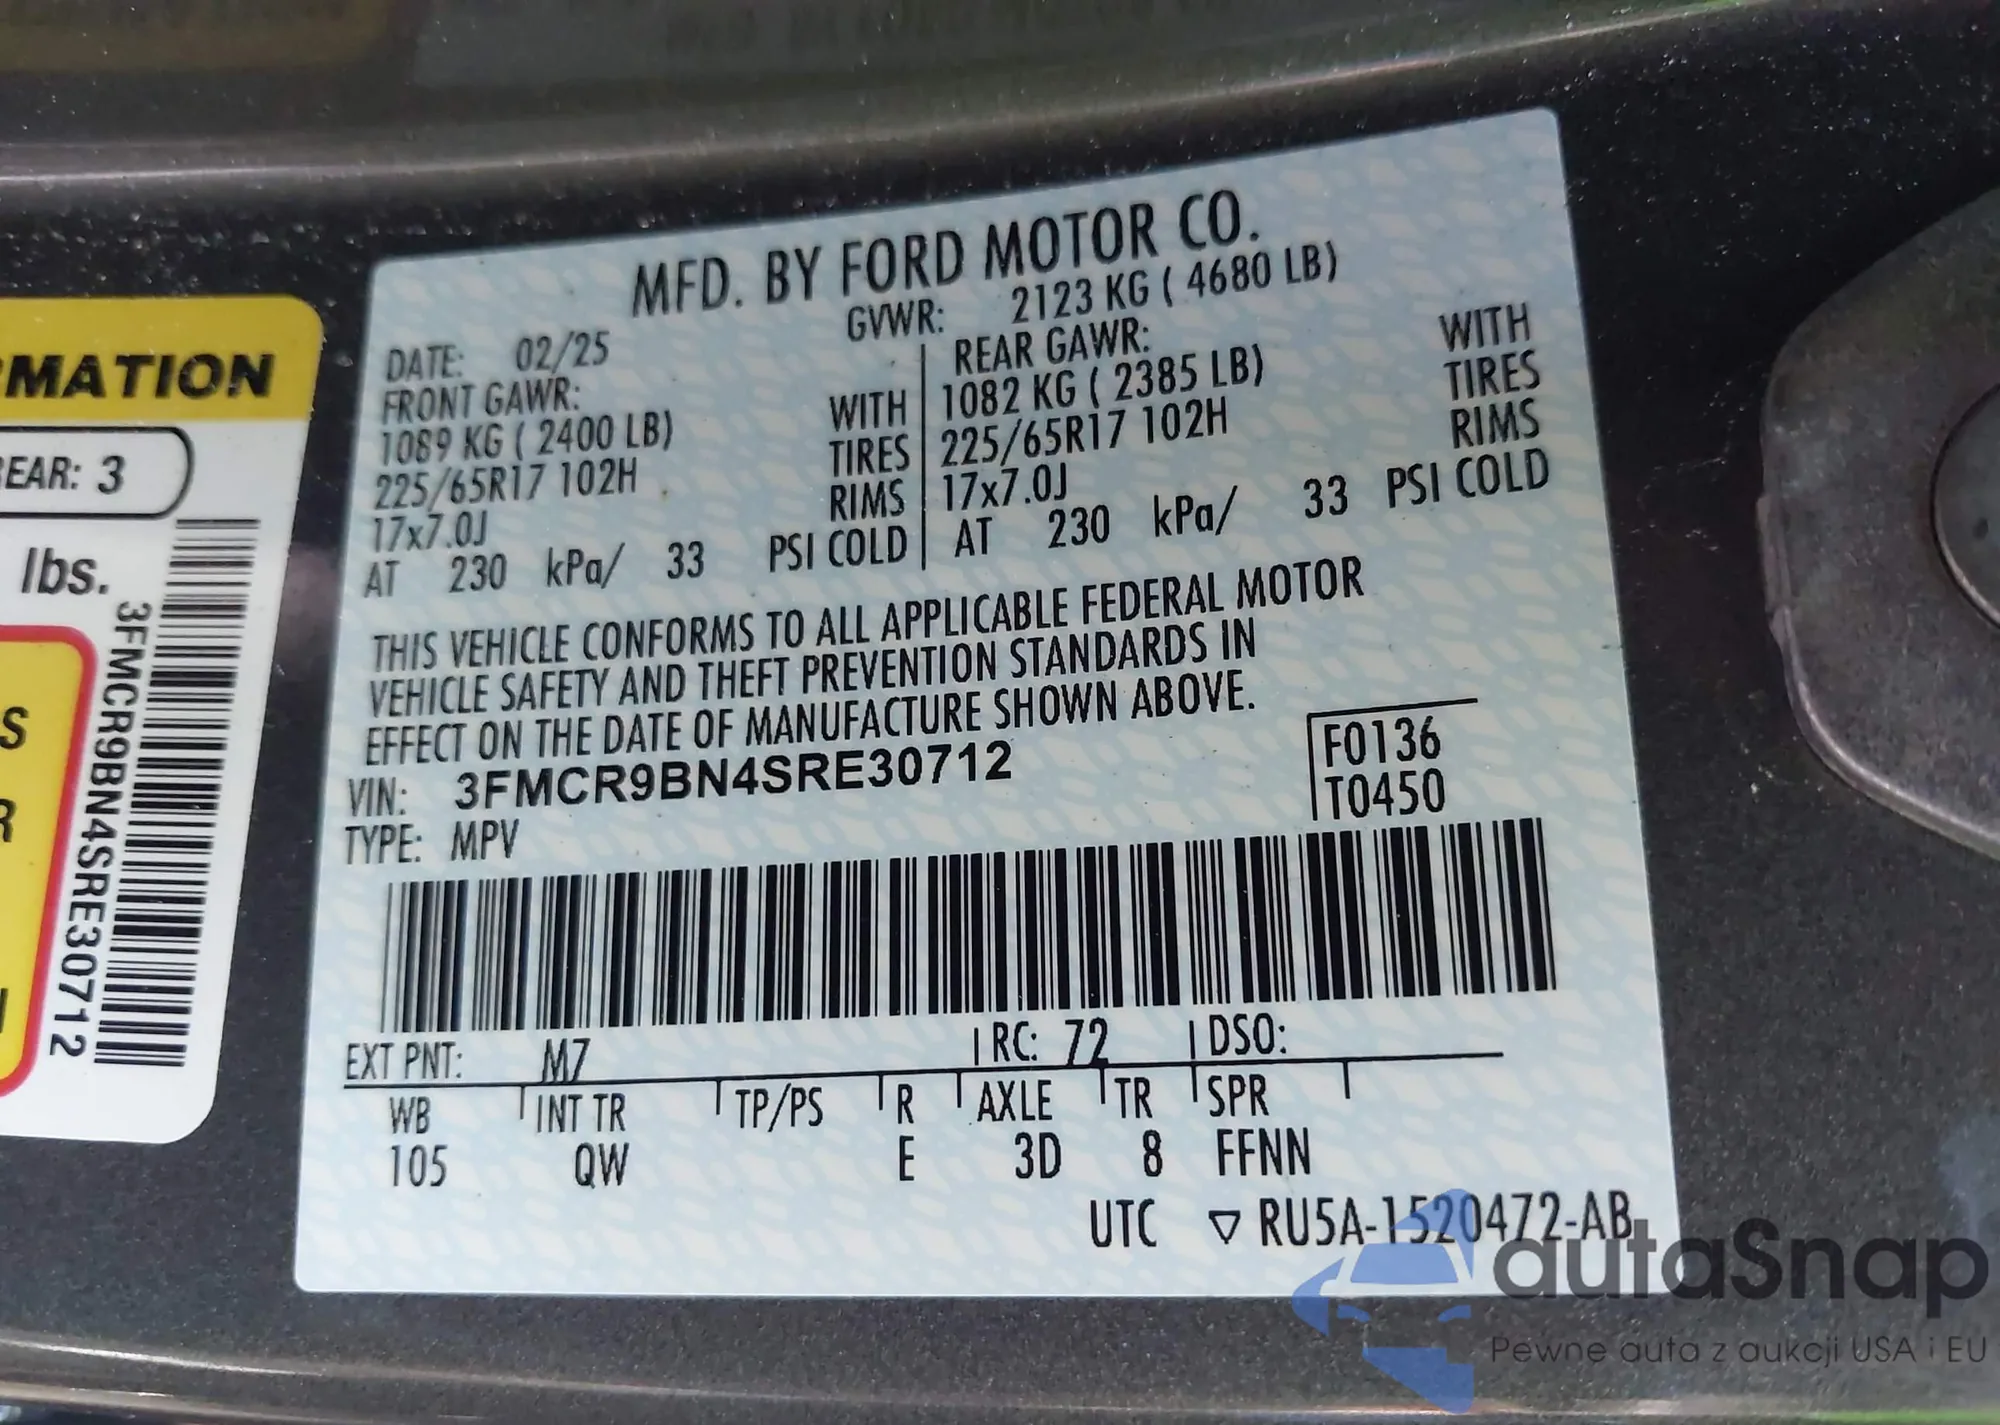 RMATION
REAR: 3
lbs.
S
R
3FMCR9BN4SRE30712
MFD. BY FORD MOTOR CO.
DATE: 02/25 GVWR: 2123 KG ( 4680 LB)
FRONT GAWR: REAR GAWR:
1089 KG ( 2400 LB) WITH 1082 KG ( 2385 LB) WITH
225/65R17 102H TIRES 225/65R17 102H TIRES
17x7.0J RIMS 17x7.0J RIMS
AT 230 kPa/ 33 PSI COLD AT 230 kPa/ 33 PSI COLD
THIS VEHICLE CONFORMS TO ALL APPLICABLE FEDERAL MOTOR
VEHICLE SAFETY AND THEFT PREVENTION STANDARDS IN
EFFECT ON THE DATE OF MANUFACTURE SHOWN ABOVE.
VIN: 3FMCR9BN4SRE30712
TYPE: MPV
F0136
T0450
EXT PNT: M7 RC: 72 DSO:
WB INT TR TP/PS R AXLE TR SPR
105 QW E 3D 8 FFNN
UTC ▽ RU5A-1520472-AB
autaSnap
Pewne auta z aukcji USA i EU